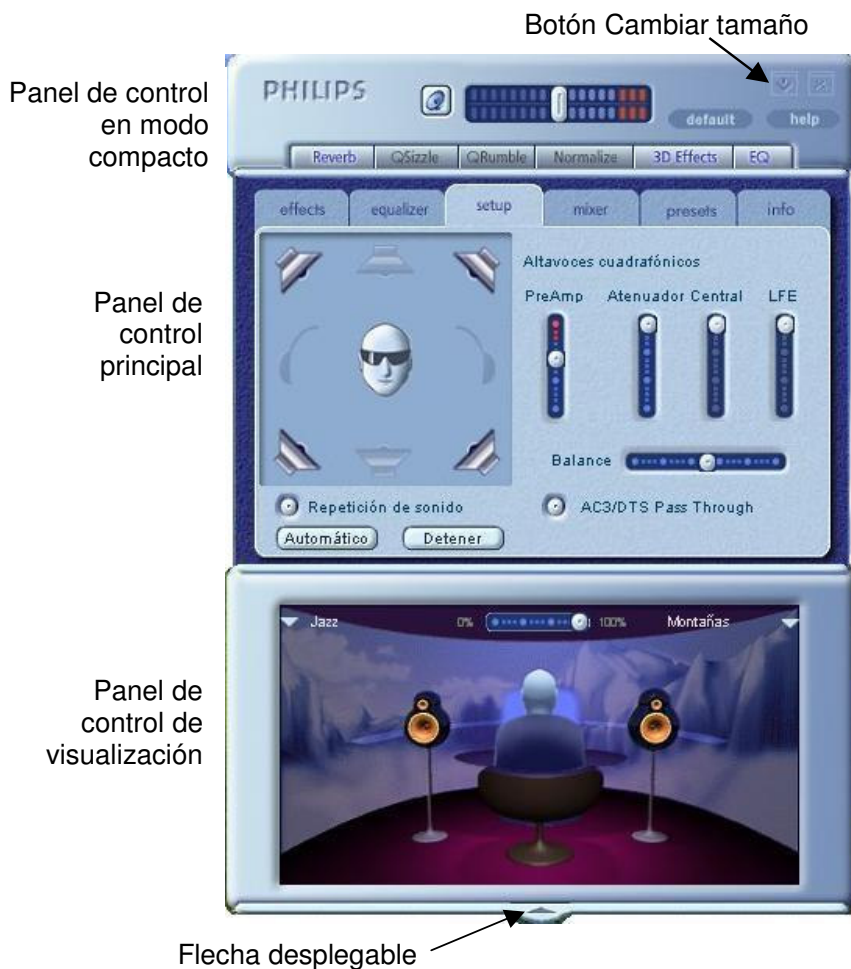 Botón Cambiar tamaño
Panel de control
en modo
compacto
PHILIPS
default
help
Reverb QSizzle QRumble Normalize 3D Effects EQ
effects equalizer setup mixer presets info
Panel de
control
principal
Altavoces cuadrafónicos
PreAmp Atenuador Central LFE
Balance
Repetición de sonido
AC3/DTS Pass Through
Automático Detener
Panel de
control de
visualización
Jazz 0% 100% Montañas
Flecha desplegable